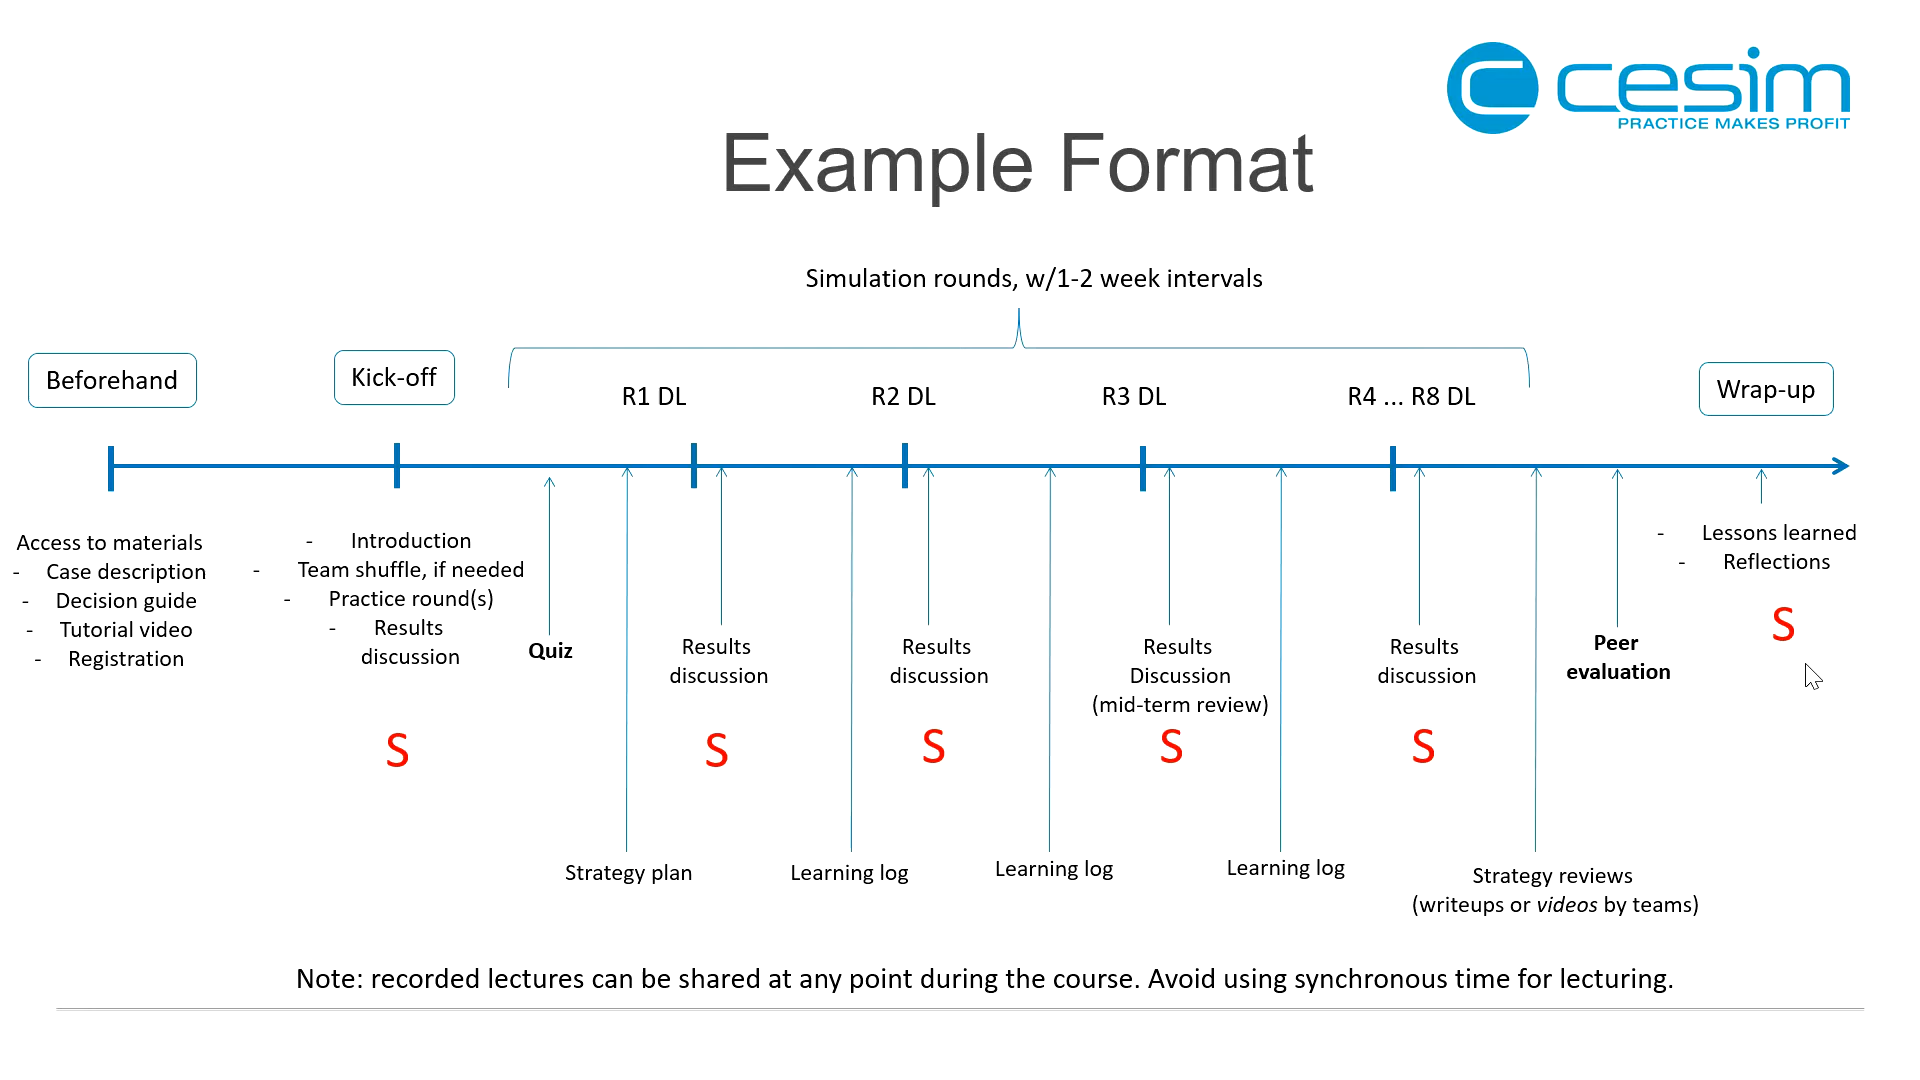 cesim
PRACTICE MAKES PROFIT
Example Format
Simulation rounds, w/1-2 week intervals
Beforehand
Kick-off
R1 DL
R2 DL
R3 DL
R4 ... R8 DL
Wrap-up
Access to materials
- Case description
- Decision guide
- Tutorial video
- Registration
- Introduction
- Team shuffle, if needed
- Practice round(s)
- Results
discussion
S
Quiz
Results
discussion
S
Results
discussion
S
Results
Discussion
(mid-term review)
S
Results
discussion
S
Peer
evaluation
- Lessons learned
- Reflections
S
Strategy plan
Learning log
Learning log
Learning log
Strategy reviews
(writeups or videos by teams)
Note: recorded lectures can be shared at any point during the course. Avoid using synchronous time for lecturing.